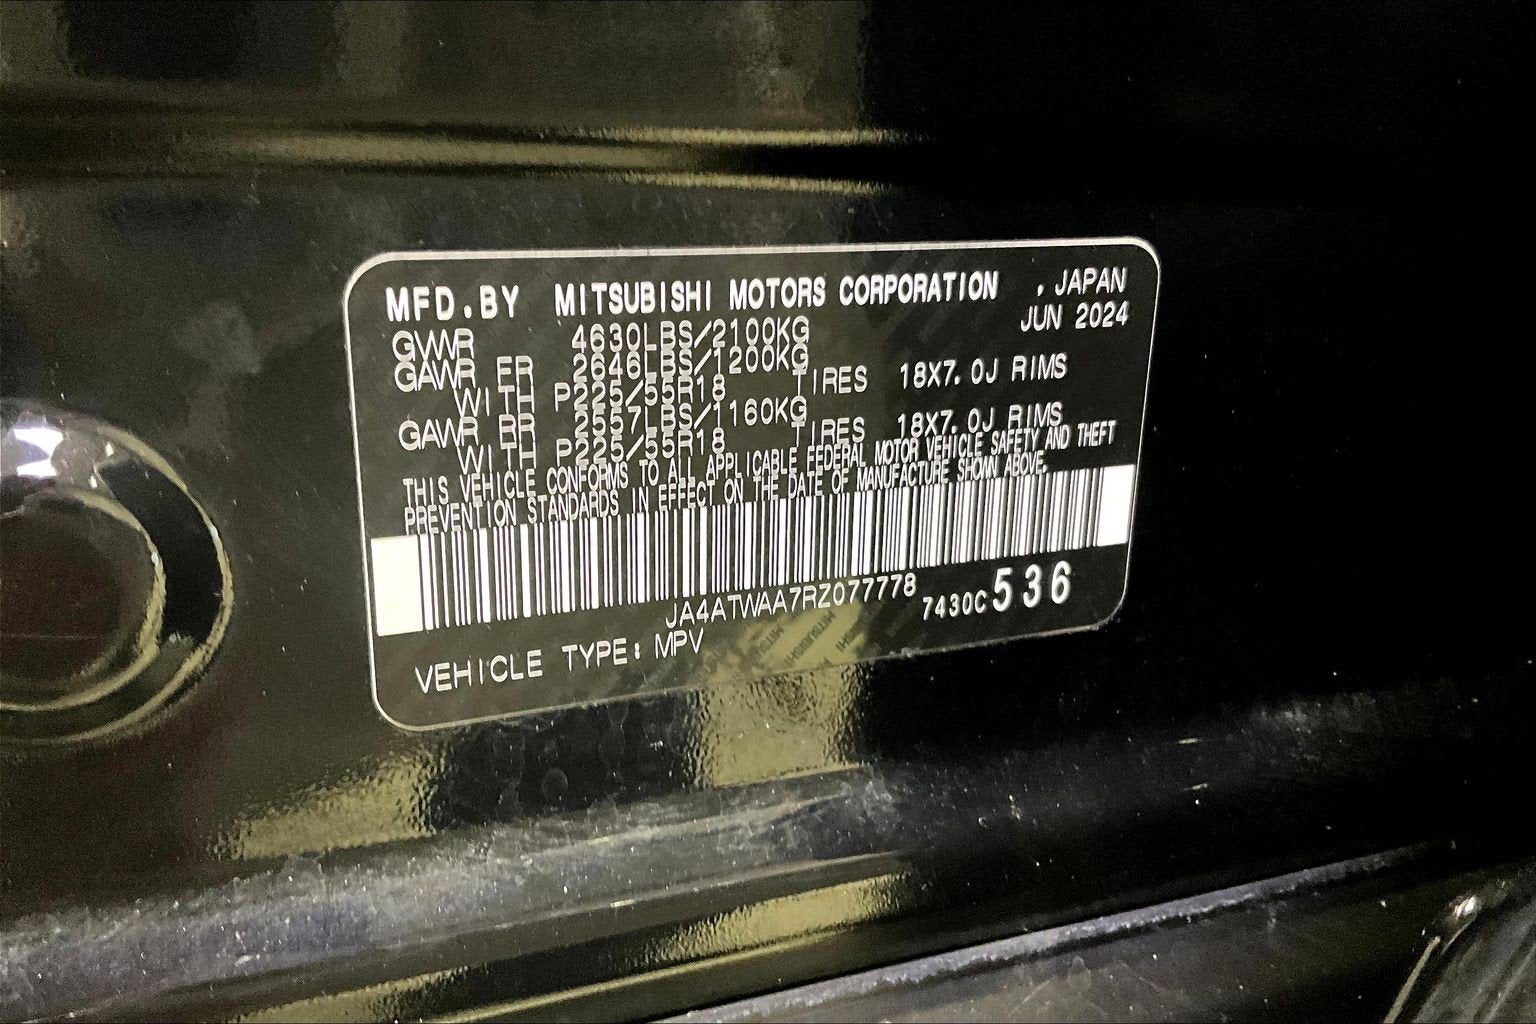 MFD.BY MITSUBISHI MOTORS CORPORATION , JAPAN
JUN 2024
GVWR 4630LBS/2100KG
GAWR FR 2646LBS/1200KG
WITH P225/55R18 TIRES 18X7.0J RIMS
GAWR RR 2557LBS/1160KG
WITH P225/55R18 TIRES 18X7.0J RIMS
THIS VEHICLE CONFORMS TO ALL APPLICABLE FEDERAL MOTOR VEHICLE SAFETY AND THEFT
PREVENTION STANDARDS IN EFFECT ON THE DATE OF MANUFACTURE SHOWN ABOVE.
JA4ATWAA7RZ077778 7430C536
VEHICLE TYPE: MPV